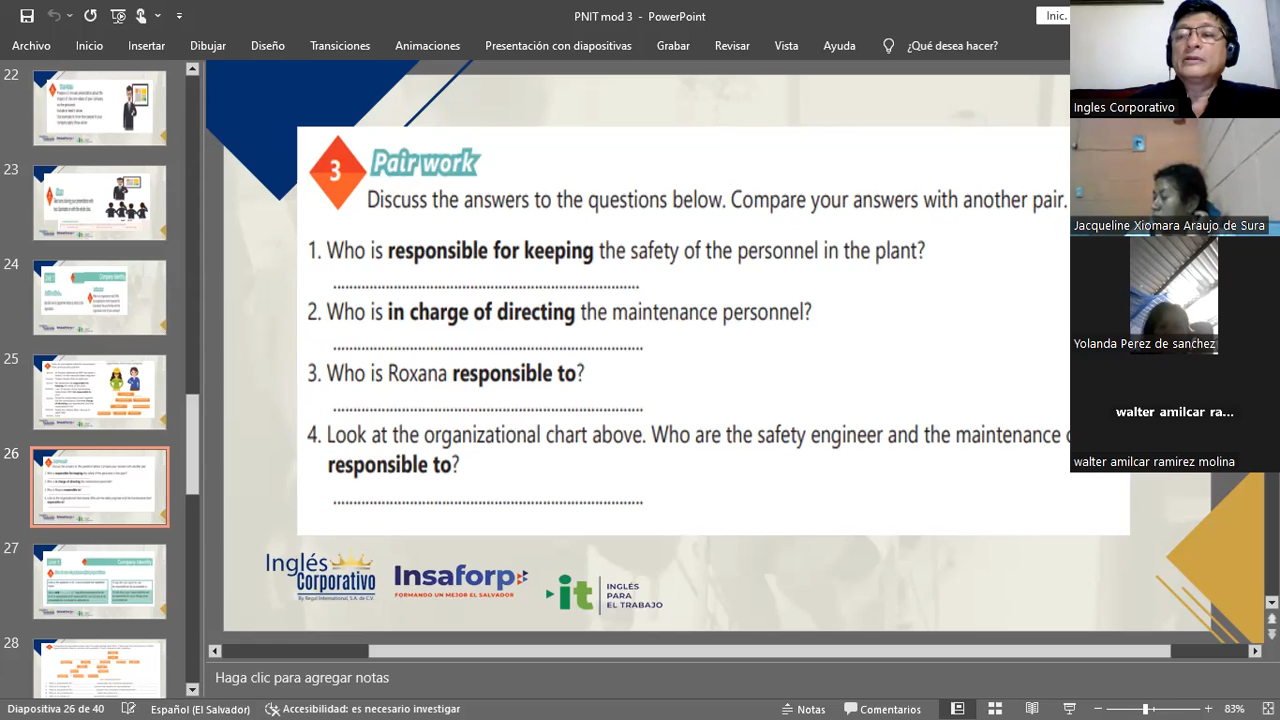 PNIT mod 3 - PowerPoint
Inic.
Archivo Inicio Insertar Dibujar Diseño Transiciones Animaciones Presentación con diapositivas Grabar Revisar Vista Ayuda ¿Qué desea hacer?
22
23
24
25
26
27
28
3
Pair work
Discuss the answers to the questions below. Compare your answers with another pair.
1. Who is responsible for keeping the safety of the personnel in the plant?
2. Who is in charge of directing the maintenance personnel?
3. Who is Roxana responsible to?
4. Look at the organizational chart above. Who are the safety engineer and the maintenance
responsible to?
Inglés
Corporativo
By Regal International, S.A. de C.V.
Insaforp
FORMANDO UN MEJOR EL SALVADOR
it
INGLÉS
PARA
EL TRABAJO
Ingles Corporativo
Jacqueline Xiomara Araujo de Sura
Yolanda Perez de sanchez
walter amilcar ra...
walter amilcar ramirez molina
Haga clic para agregar notas
Diapositiva 26 de 40 Español (El Salvador) Accesibilidad: es necesario investigar Notas Comentarios 83%